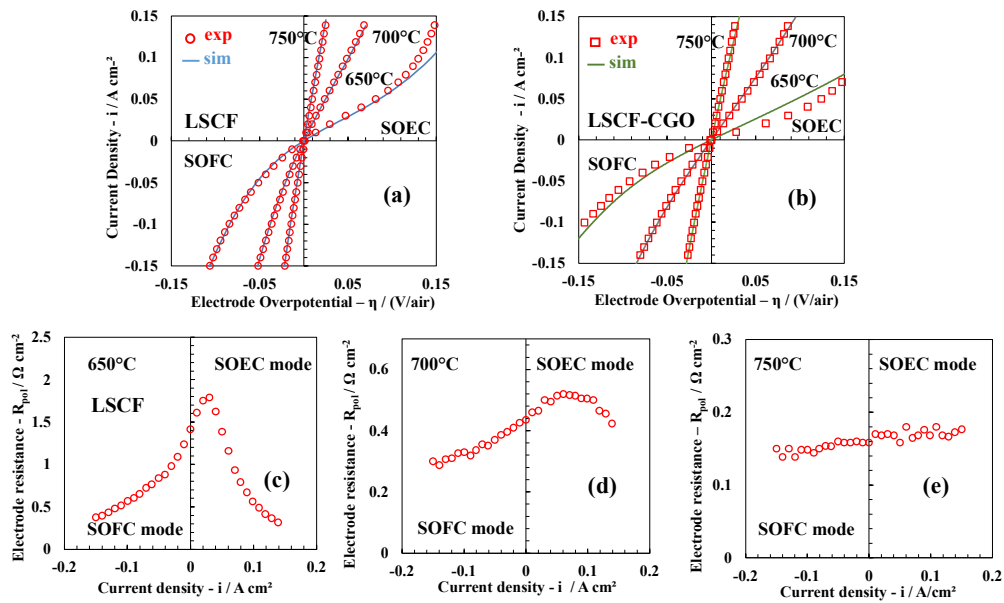 0.15
0.1
0.05
0
-0.05
-0.1
-0.15
-0.15
-0.05
0.05
0.15
Current Density - i / A cm⁻²
Electrode Overpotential – η / (V/air)
exp
sim
750°C
700°C
650°C
LSCF
SOEC
SOFC
(a)
0.15
0.1
0.05
0
-0.05
-0.1
-0.15
-0.15
-0.05
0.05
0.15
Current density - i / A cm⁻²
Electrode Overpotential – η / (V/air)
exp
sim
750°C
700°C
650°C
LSCF-CGO
SOEC
SOFC
(b)
2.5
2
1.5
1
0.5
0
-0.2
-0.1
0
0.1
0.2
Electrode resistance - Rpol / Ω cm⁻²
Current density - i / A cm²
650°C
SOEC mode
LSCF
(c)
SOFC mode
0.6
0.4
0.2
0
-0.2
-0.1
0
0.1
0.2
Electrode resistance - Rpol / Ω cm⁻²
Current density - i / A cm²
700°C
SOEC mode
(d)
SOFC mode
0.3
0.2
0.1
0
-0.2
-0.1
0
0.1
0.2
Electrode resistance – Rpol / Ω cm⁻²
Current density - i / A/cm²
750°C
SOEC mode
(e)
SOFC mode